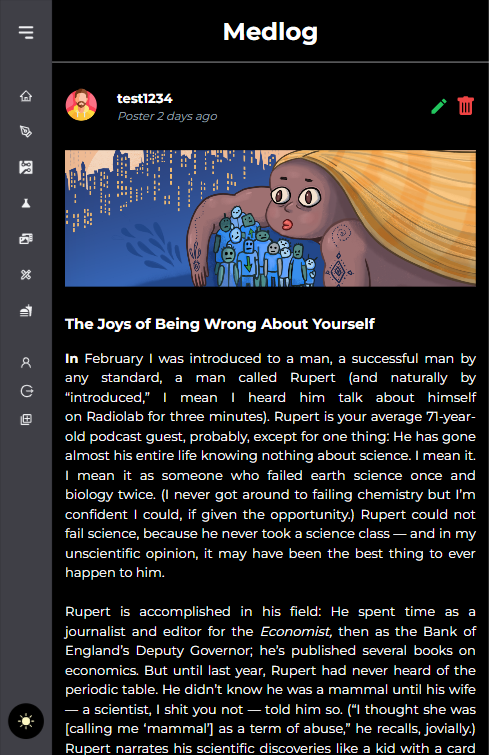 Medlog
test1234
Poster 2 days ago
The Joys of Being Wrong About Yourself
In February I was introduced to a man, a successful man by
any standard, a man called Rupert (and naturally by
“introduced,” I mean I heard him talk about himself
on Radiolab for three minutes). Rupert is your average 71-year-
old podcast guest, probably, except for one thing: He has gone
almost his entire life knowing nothing about science. I mean it.
I mean it as someone who failed earth science once and
biology twice. (I never got around to failing chemistry but I’m
confident I could, if given the opportunity.) Rupert could not
fail science, because he never took a science class — and in my
unscientific opinion, it may have been the best thing to ever
happen to him.
Rupert is accomplished in his field: He spent time as a
journalist and editor for the Economist, then as the Bank of
England’s Deputy Governor; he’s published several books on
economics. But until last year, Rupert had never heard of the
periodic table. He didn’t know he was a mammal until his wife
— a scientist, I shit you not — told him so. (“I thought she was
[calling me ‘mammal’] as a term of abuse,” he recalls, jovially.)
Rupert narrates his scientific discoveries like a kid with a card